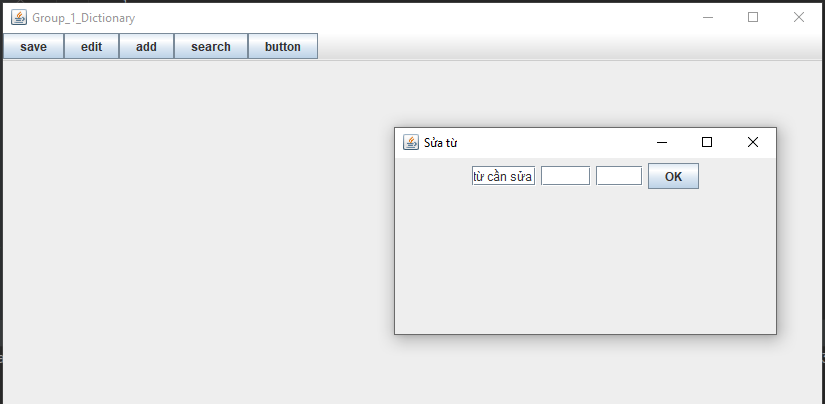 Group_1_Dictionary
save edit add search button
Sửa từ
từ cần sửa OK